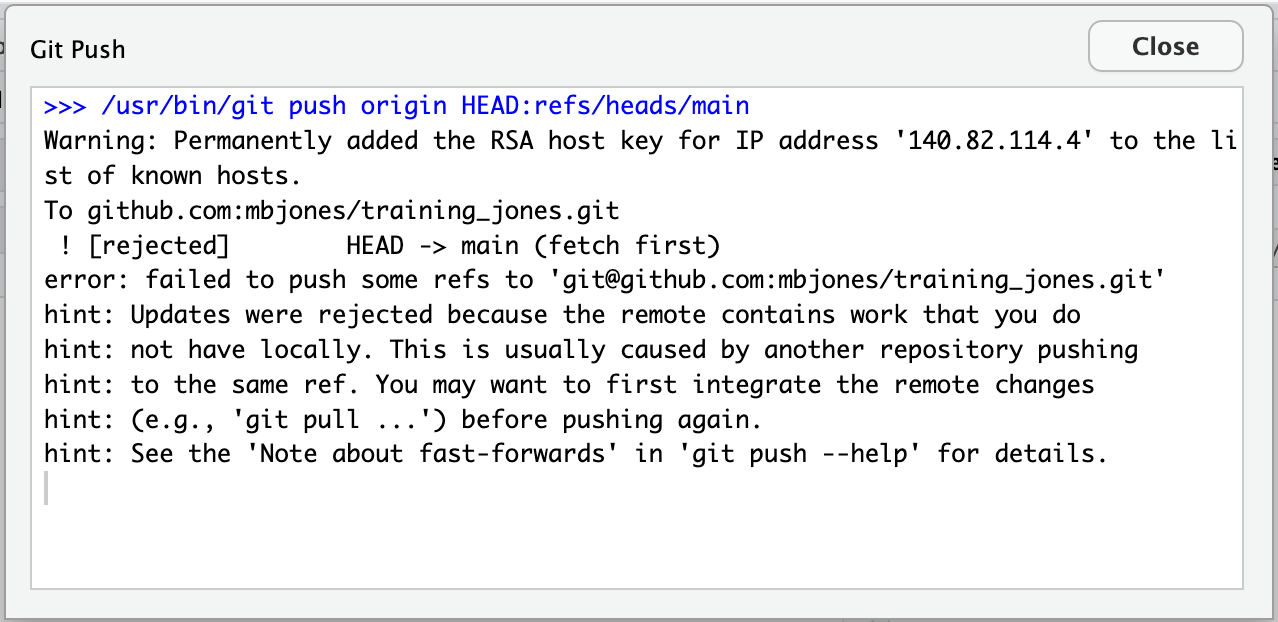 Git Push
Close
>>> /usr/bin/git push origin HEAD:refs/heads/main
Warning: Permanently added the RSA host key for IP address '140.82.114.4' to the li
st of known hosts.
To github.com:mbjones/training_jones.git
 ! [rejected]        HEAD -> main (fetch first)
error: failed to push some refs to 'git@github.com:mbjones/training_jones.git'
hint: Updates were rejected because the remote contains work that you do
hint: not have locally. This is usually caused by another repository pushing
hint: to the same ref. You may want to first integrate the remote changes
hint: (e.g., 'git pull ...') before pushing again.
hint: See the 'Note about fast-forwards' in 'git push --help' for details.